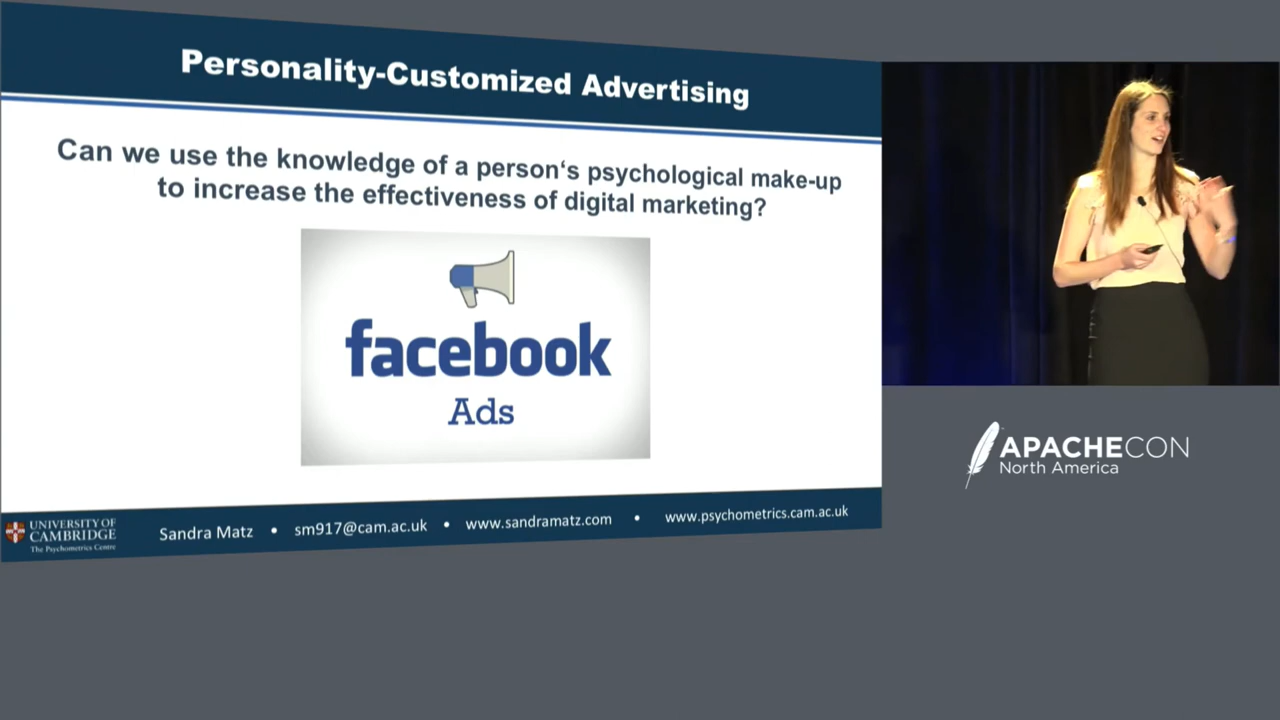 Personality-Customized Advertising
Can we use the knowledge of a person‘s psychological make-up
to increase the effectiveness of digital marketing?
facebook
Ads
UNIVERSITY OF
CAMBRIDGE
The Psychometrics Centre
Sandra Matz • sm917@cam.ac.uk • www.sandramatz.com • www.psychometrics.cam.ac.uk
APACHECON
North America